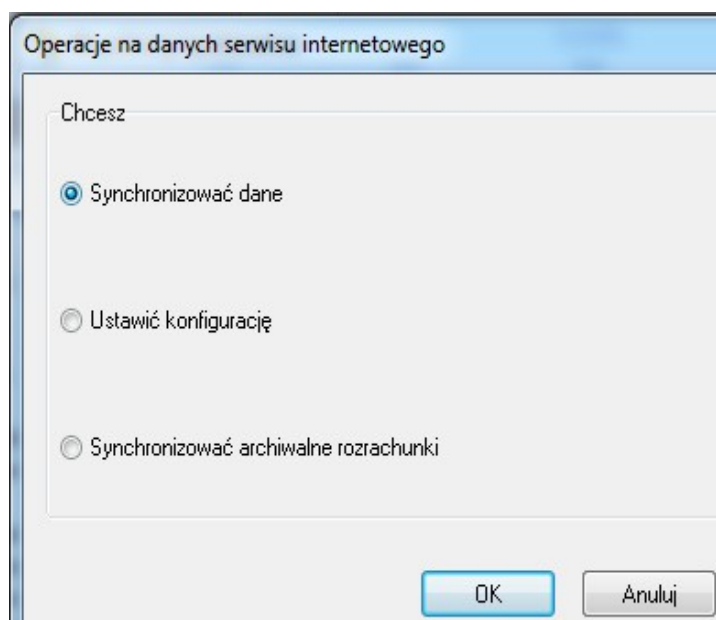 Operacje na danych serwisu internetowego
Chcesz
Synchronizować dane
Ustawić konfigurację
Synchronizować archiwalne rozrachunki
OK
Anuluj